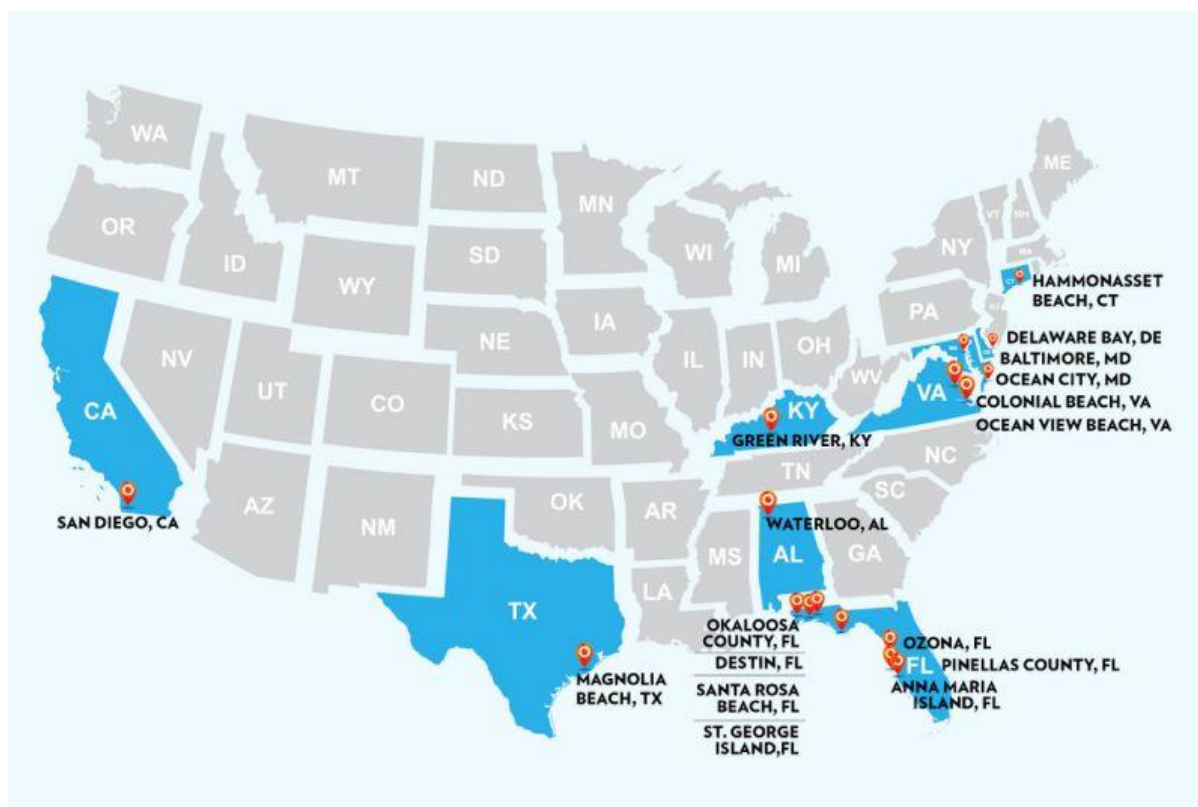 WA
MT
ND
MN
ME
OR
ID
SD
WI
MI
NY
VT
NH
MA
WY
IA
PA
CT
HAMMONASSET
BEACH, CT
NV
UT
CO
NE
KS
MO
IL
IN
OH
WV
DELAWARE BAY, DE
BALTIMORE, MD
OCEAN CITY, MD
COLONIAL BEACH, VA
OCEAN VIEW BEACH, VA
VA
CA
KY
GREEN RIVER, KY
SAN DIEGO, CA
AZ
NM
OK
AR
TN
NC
SC
WATERLOO, AL
MS
AL
GA
TX
LA
MAGNOLIA
BEACH, TX
OKALOOSA
COUNTY, FL
DESTIN, FL
SANTA ROSA
BEACH, FL
ST. GEORGE
ISLAND,FL
OZONA, FL
FL
PINELLAS COUNTY, FL
ANNA MARIA
ISLAND, FL